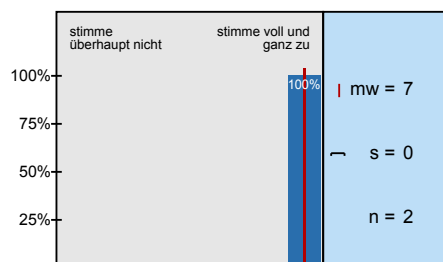 stimme
überhaupt nicht
stimme voll und
ganz zu
100%
100%
75%
50%
25%
mw = 7
s = 0
n = 2